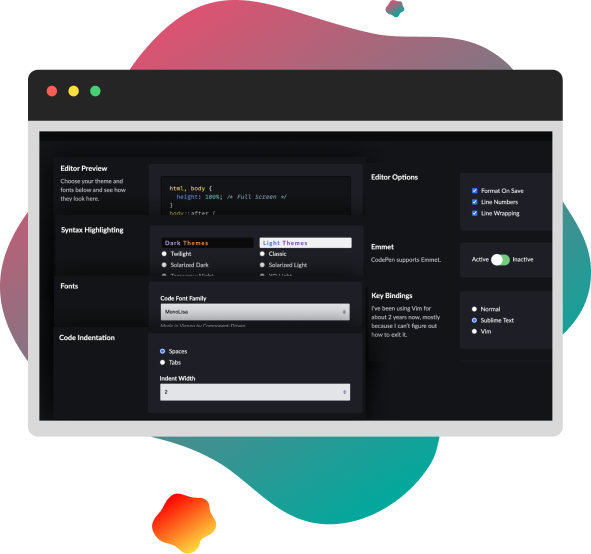 Editor Preview
Choose your theme and
fonts below and see how
they look here.
html, body {
height: 100%; /* Full Screen */
}
body::after {
Syntax Highlighting
Dark Themes
Light Themes
Twilight
Classic
Solarized Dark
Solarized Light
Fonts
Code Font Family
MonoLisa
Code Indentation
Spaces
Tabs
Indent Width
2
Editor Options
Format On Save
Line Numbers
Line Wrapping
Emmet
CodePen supports Emmet.
Active
Inactive
Key Bindings
I've been using Vim for
about 2 years now, mostly
because I can't figure out
how to exit it.
Normal
Sublime Text
Vim